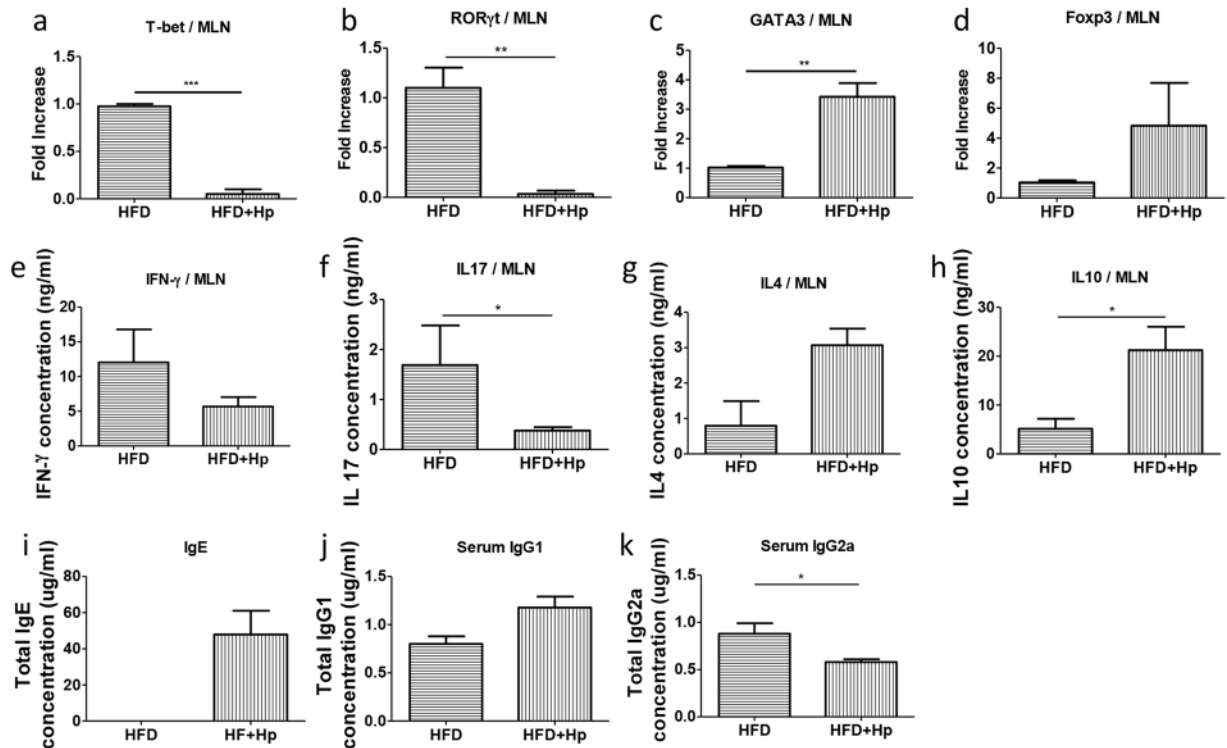 a
T-bet / MLN
Fold Increase
1.5
1.0
0.5
0.0
***
HFD
HFD+Hp
b
RORγt / MLN
Fold Increase
1.5
1.0
0.5
0.0
**
HFD
HFD+Hp
c
GATA3 / MLN
Fold Increase
5
4
3
2
1
0
**
HFD
HFD+Hp
d
Foxp3 / MLN
Fold Increase
10
8
6
4
2
0
HFD
HFD+Hp
e
IFN-γ / MLN
IFN-γ concentration (ng/ml)
20
15
10
5
0
HFD
HFD+Hp
f
IL17 / MLN
IL 17 concentration (ng/ml)
3
2
1
0
*
HFD
HFD+Hp
g
IL4 / MLN
IL4 concentration (ng/ml)
4
3
2
1
0
HFD
HFD+Hp
h
IL10 / MLN
IL10 concentration (ng/ml)
30
20
10
0
*
HFD
HFD+Hp
i
IgE
Total IgE
concentration (ug/ml)
80
60
40
20
0
HFD
HF+Hp
j
Serum IgG1
Total IgG1
concentration (ug/ml)
1.5
1.0
0.5
0.0
HFD
HFD+Hp
k
Serum IgG2a
Total IgG2a
concentration (ug/ml)
1.5
1.0
0.5
0.0
*
HFD
HFD+Hp